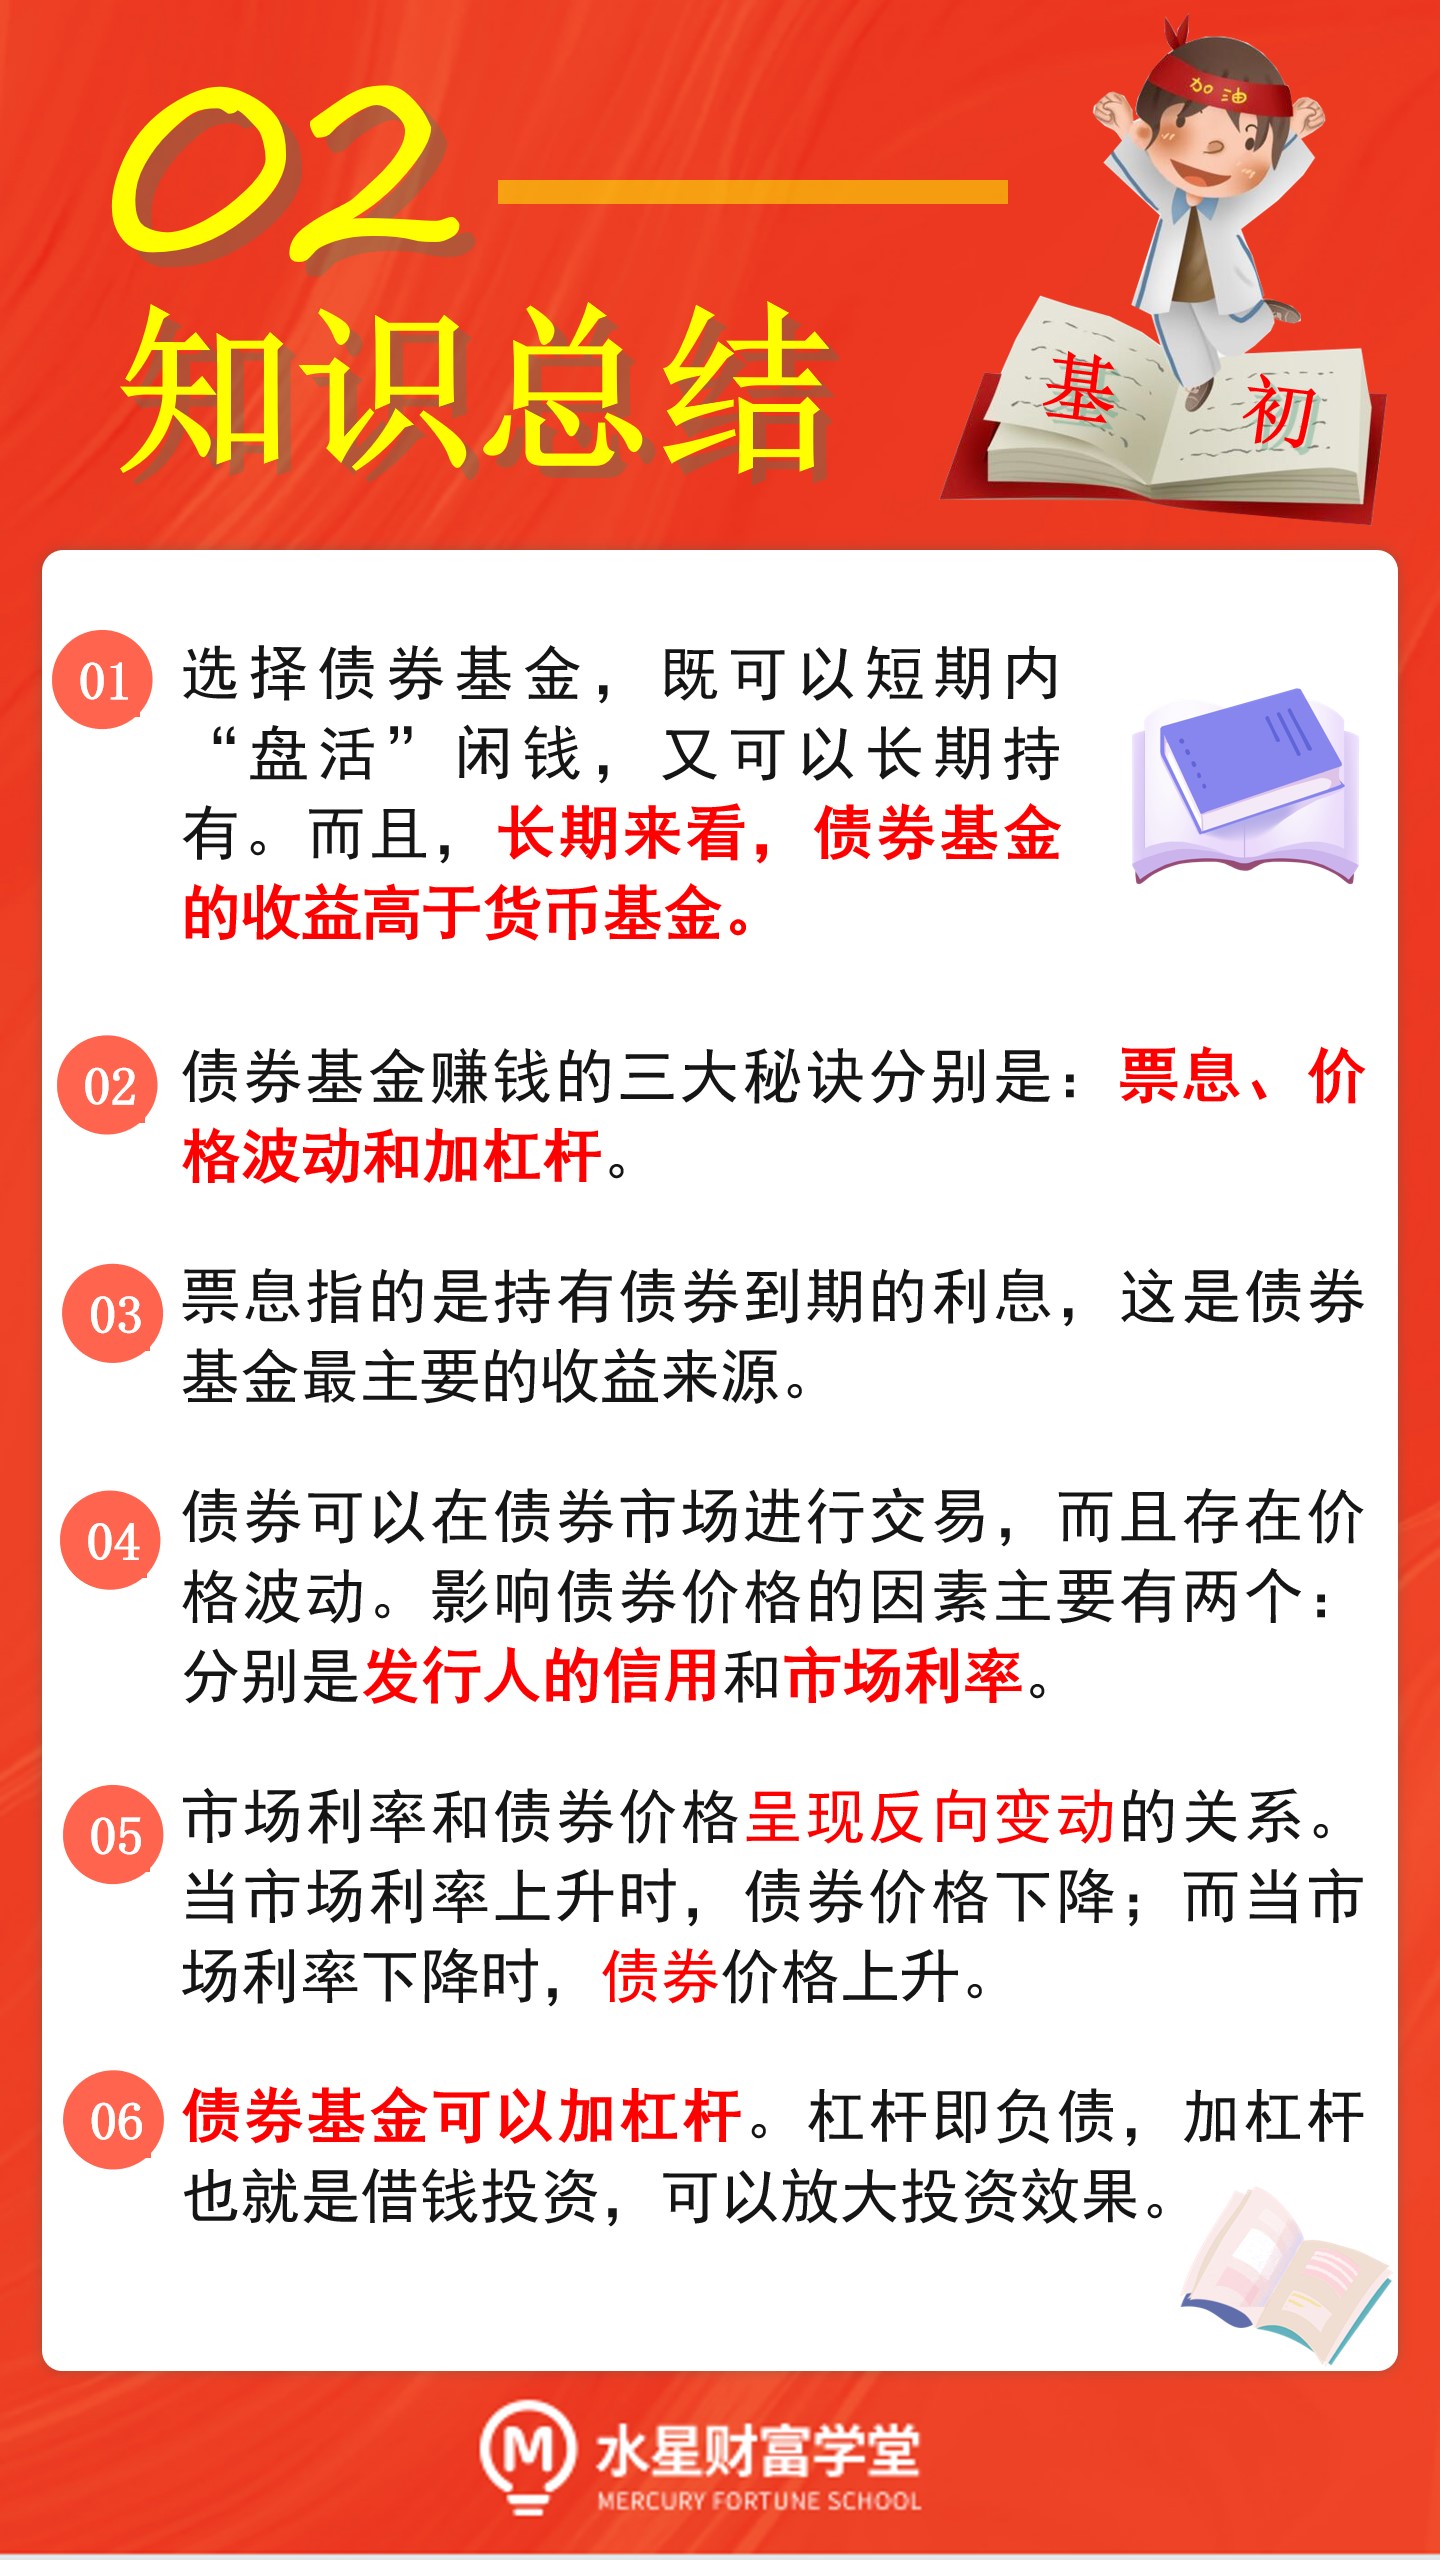 02
加油
知识总结
基 初
01 选择债券基金，既可以短期内
“盘活”闲钱，又可以长期持
有。而且，长期来看，债券基金
的收益高于货币基金。
02 债券基金赚钱的三大秘诀分别是：票息、价
格波动和加杠杆。
03 票息指的是持有债券到期的利息，这是债券
基金最主要的收益来源。
04 债券可以在债券市场进行交易，而且存在价
格波动。影响债券价格的因素主要有两个：
分别是发行人的信用和市场利率。
05 市场利率和债券价格呈现反向变动的关系。
当市场利率上升时，债券价格下降；而当市
场利率下降时，债券价格上升。
06 债券基金可以加杠杆。杠杆即负债，加杠杆
也就是借钱投资，可以放大投资效果。
M 水星财富学堂
MERCURY FORTUNE SCHOOL